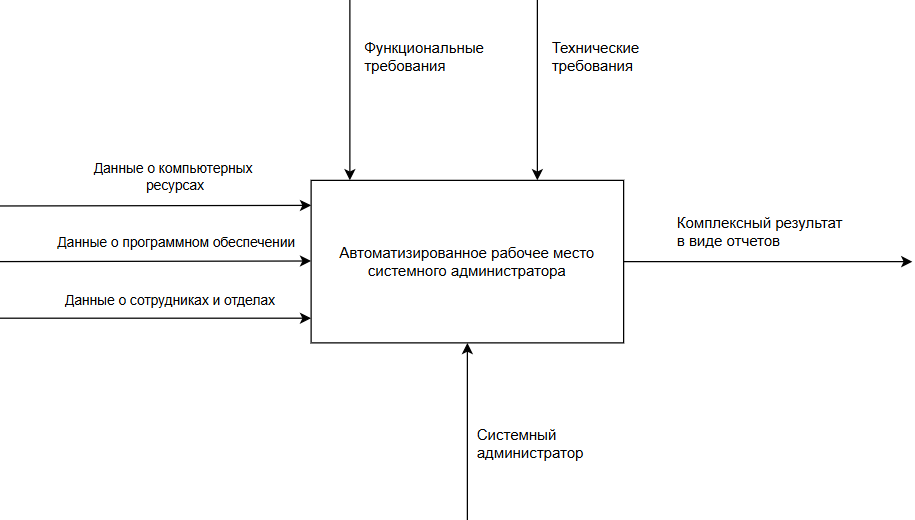 Функциональные
требования
Технические
требования
Данные о компьютерных
ресурсах
Данные о программном обеспечении
Данные о сотрудниках и отделах
Автоматизированное рабочее место
системного администратора
Комплексный результат
в виде отчетов
Системный
администратор